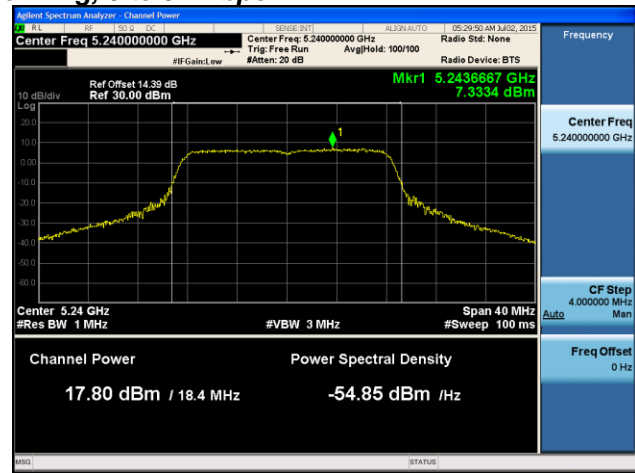 Agilent Spectrum Analyzer - Channel Power
RL RF 50 Ω DC SENSE:INT ALIGN AUTO 05:29:50 AM Jul 02, 2015
Center Freq 5.240000000 GHz
Center Freq: 5.240000000 GHz
Radio Std: None
Trig: Free Run Avg|Hold: 100/100
#IFGain:Low #Atten: 20 dB Radio Device: BTS
Frequency
Ref Offset 14.39 dB
Mkr1 5.2436667 GHz
10 dB/div Ref 30.00 dBm 7.3334 dBm
Log
20.0
10.0
0.00
-10.0
-20.0
-30.0
-40.0
-50.0
-60.0
1
Center Freq
5.240000000 GHz
Center 5.24 GHz Span 40 MHz
#Res BW 1 MHz #VBW 3 MHz #Sweep 100 ms
CF Step
4.000000 MHz
Auto Man
Freq Offset
0 Hz
Channel Power Power Spectral Density
17.80 dBm / 18.4 MHz -54.85 dBm /Hz
MSG STATUS